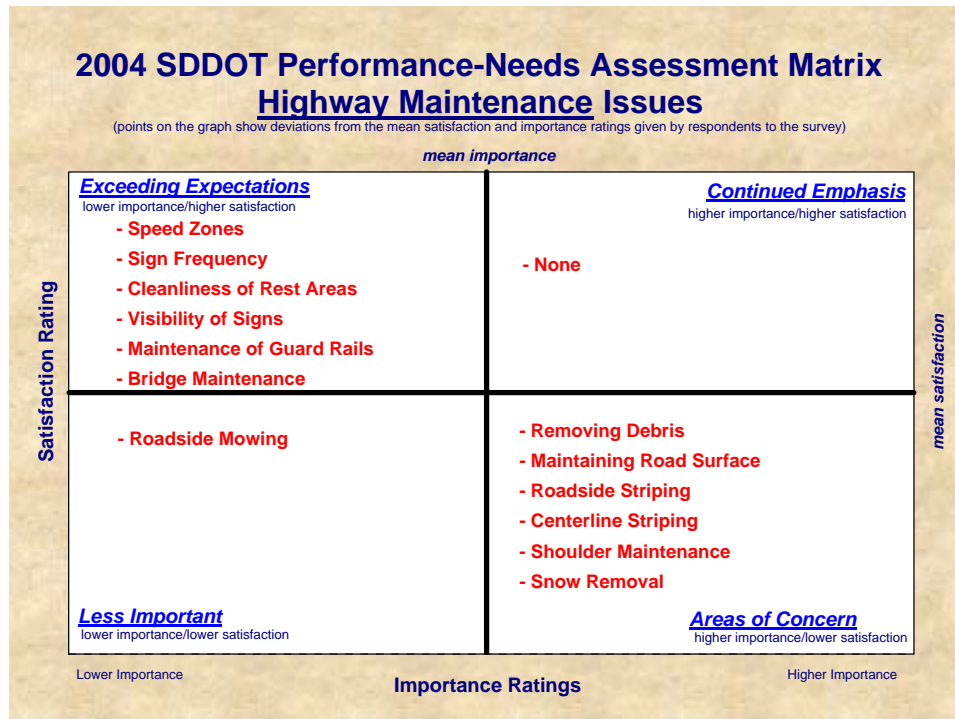 2004 SDDOT Performance-Needs Assessment Matrix
Highway Maintenance Issues
(points on the graph show deviations from the mean satisfaction and importance ratings given by respondents to the survey)
mean importance
Exceeding Expectations
lower importance/higher satisfaction
- Speed Zones
- Sign Frequency
- Cleanliness of Rest Areas
- Visibility of Signs
- Maintenance of Guard Rails
- Bridge Maintenance
Continued Emphasis
higher importance/higher satisfaction
- None
Satisfaction Rating
mean satisfaction
- Roadside Mowing
Less Important
lower importance/lower satisfaction
- Removing Debris
- Maintaining Road Surface
- Roadside Striping
- Centerline Striping
- Shoulder Maintenance
- Snow Removal
Areas of Concern
higher importance/lower satisfaction
Lower Importance
Importance Ratings
Higher Importance